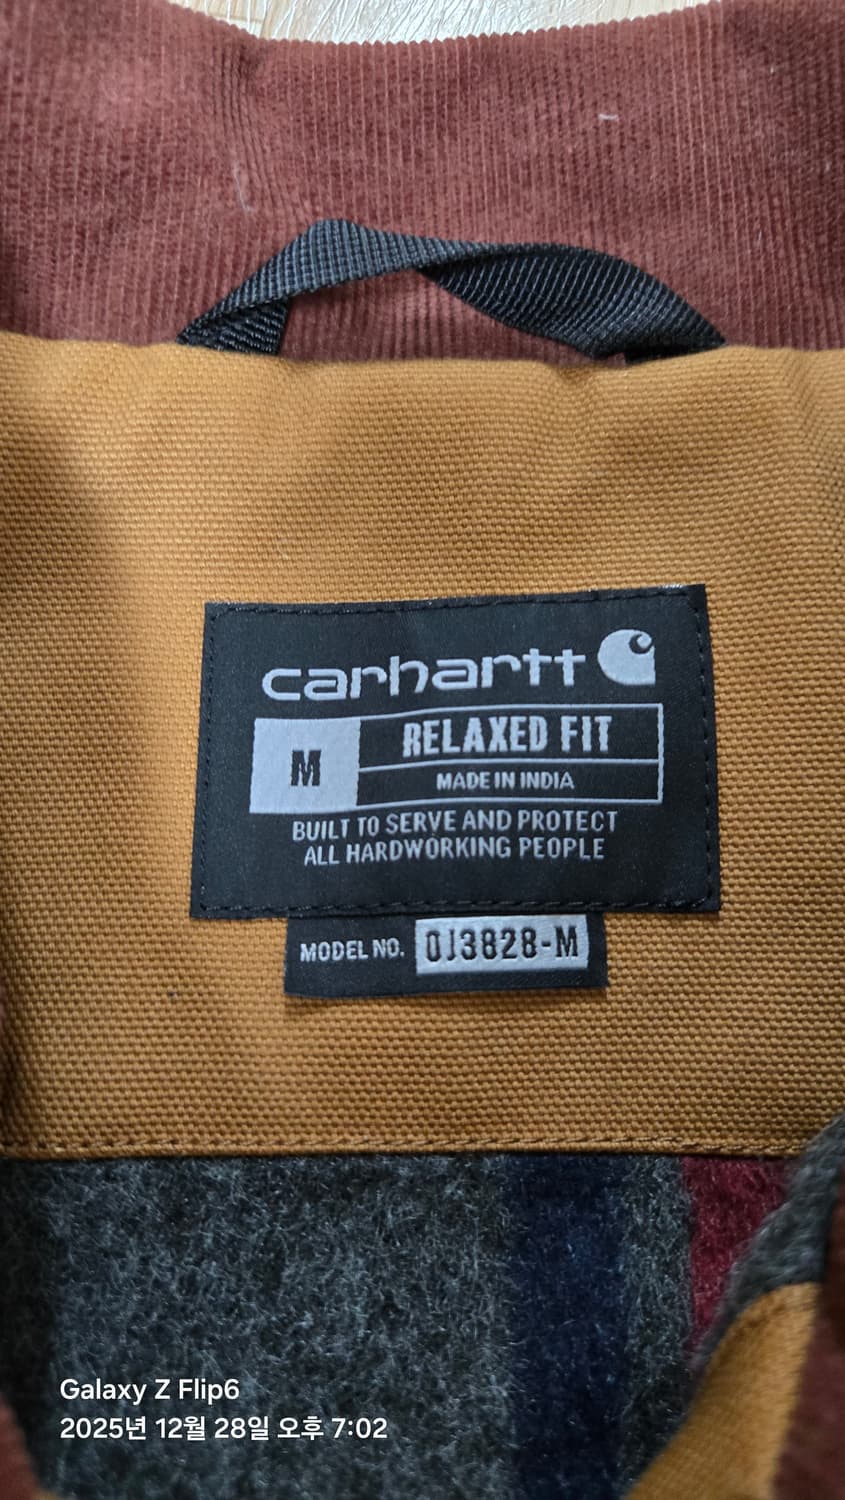 carhartt
M
RELAXED FIT
MADE IN INDIA
BUILT TO SERVE AND PROTECT
ALL HARDWORKING PEOPLE
MODEL NO. 0J3828-M
Galaxy Z Flip6
2025년 12월 28일 오후 7:02